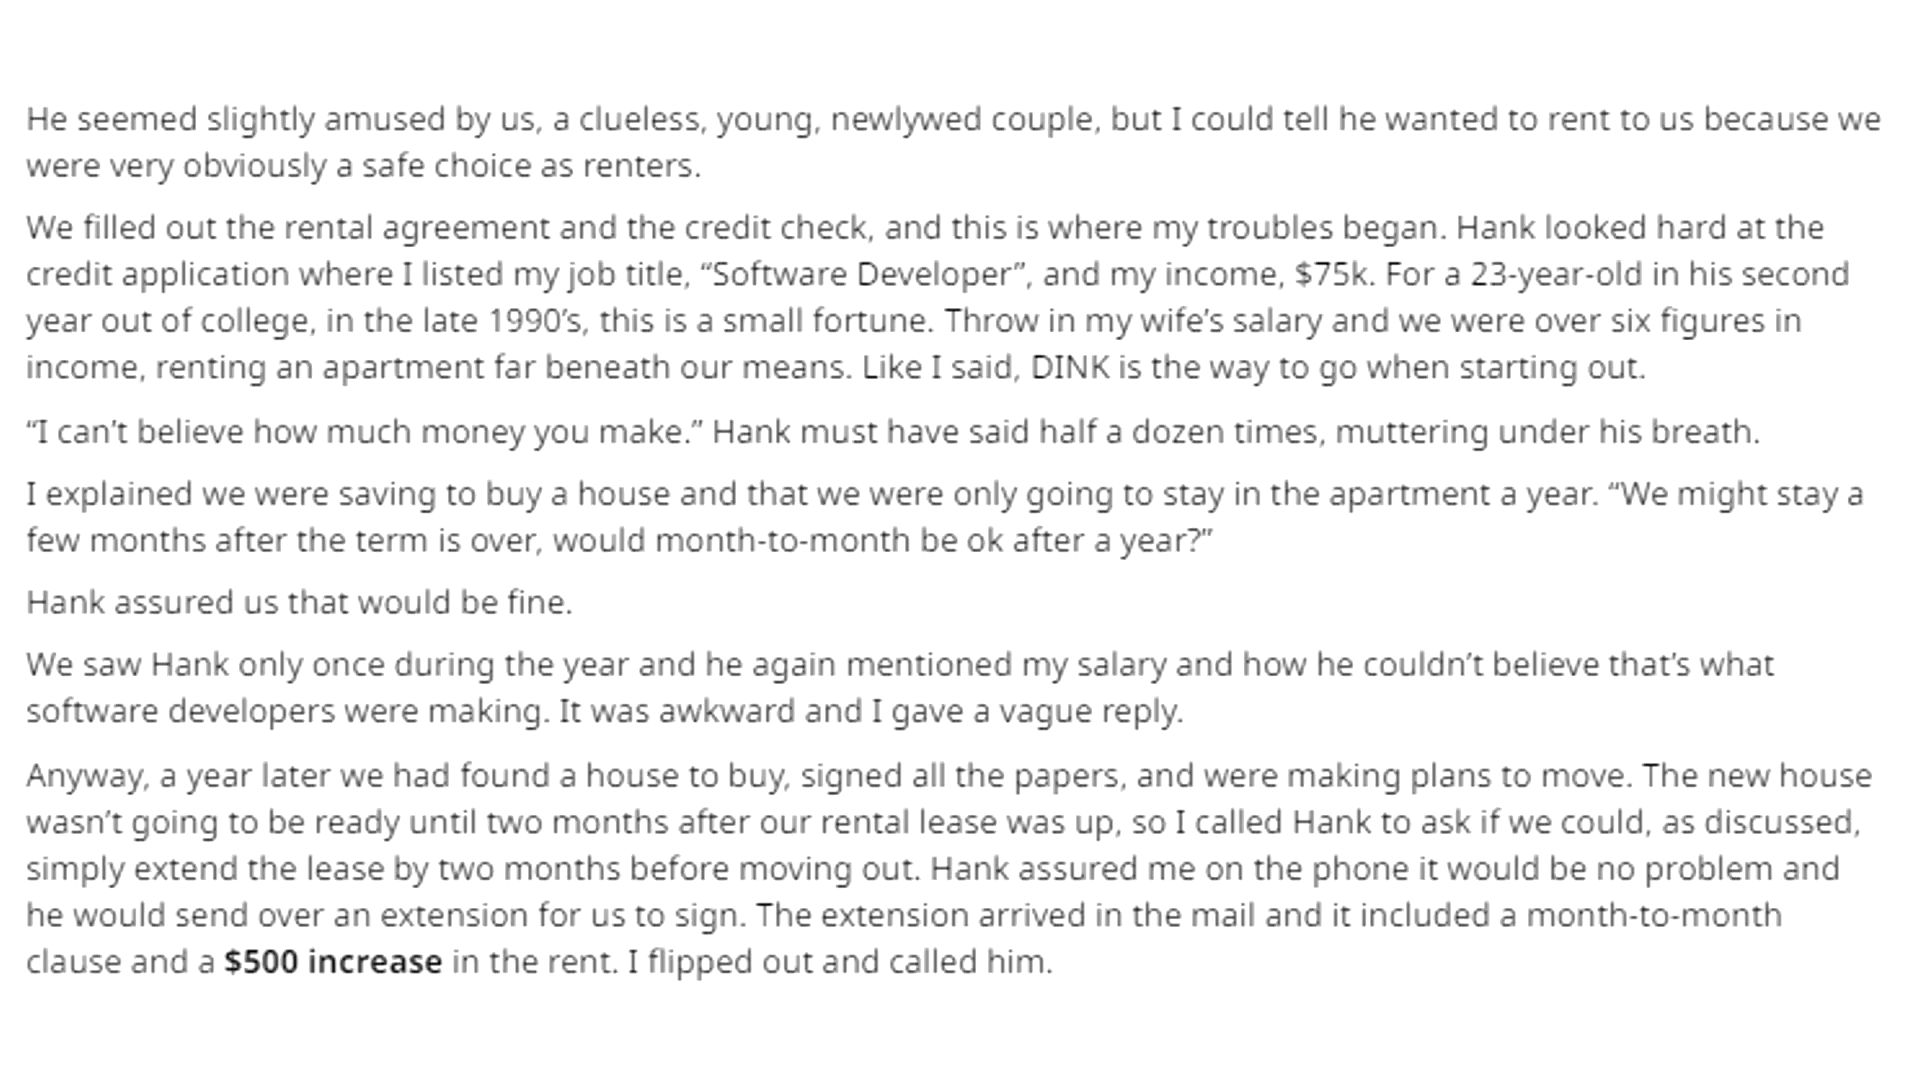 He seemed slightly amused by us, a clueless, young, newlywed couple, but I could tell he wanted to rent to us because we
were very obviously a safe choice as renters.
We filled out the rental agreement and the credit check, and this is where my troubles began. Hank looked hard at the
credit application where I listed my job title, “Software Developer”, and my income, $75k. For a 23-year-old in his second
year out of college, in the late 1990’s, this is a small fortune. Throw in my wife’s salary and we were over six figures in
income, renting an apartment far beneath our means. Like I said, DINK is the way to go when starting out.
“I can’t believe how much money you make.” Hank must have said half a dozen times, muttering under his breath.
I explained we were saving to buy a house and that we were only going to stay in the apartment a year. “We might stay a
few months after the term is over, would month-to-month be ok after a year?”
Hank assured us that would be fine.
We saw Hank only once during the year and he again mentioned my salary and how he couldn’t believe that’s what
software developers were making. It was awkward and I gave a vague reply.
Anyway, a year later we had found a house to buy, signed all the papers, and were making plans to move. The new house
wasn’t going to be ready until two months after our rental lease was up, so I called Hank to ask if we could, as discussed,
simply extend the lease by two months before moving out. Hank assured me on the phone it would be no problem and
he would send over an extension for us to sign. The extension arrived in the mail and it included a month-to-month
clause and a $500 increase in the rent. I flipped out and called him.